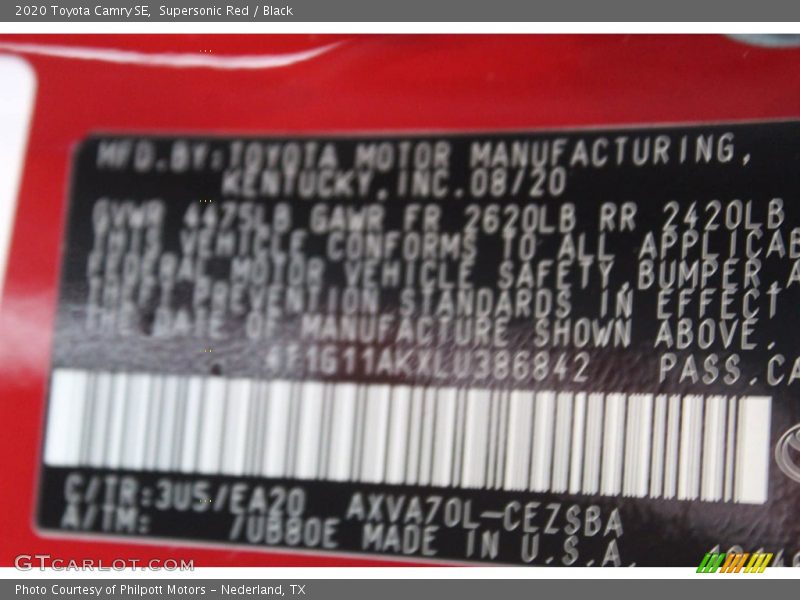 2020 Toyota Camry SE, Supersonic Red / Black
MFD.BY:TOYOTA MOTOR MANUFACTURING,
KENTUCKY,INC.08/20
GVWR 4475LB GAWR FR 2620LB RR 2420LB
THIS VEHICLE CONFORMS TO ALL APPLICAB
FEDERAL MOTOR VEHICLE SAFETY,BUMPER,A
THEFT PREVENTION STANDARDS IN EFFECT
THE DATE OF MANUFACTURE SHOWN ABOVE.
4T1G11AKXLU386842 PASS.CA
C/TR:3U5/EA20 AXVA70L-CEZSBA
A/TM: /UB80E MADE IN U.S.A.
GTCARLOT.COM
Photo Courtesy of Philpott Motors - Nederland, TX